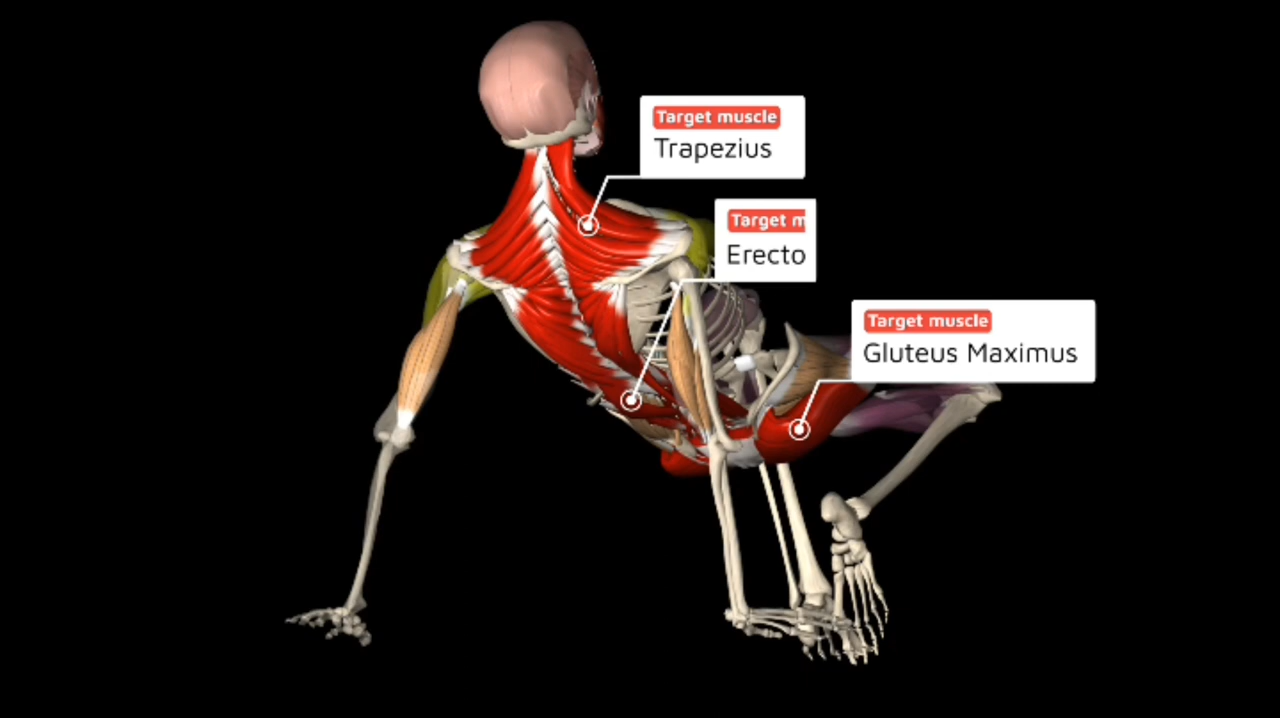 Target muscle
Trapezius
Target m
Erecto
Target muscle
Gluteus Maximus